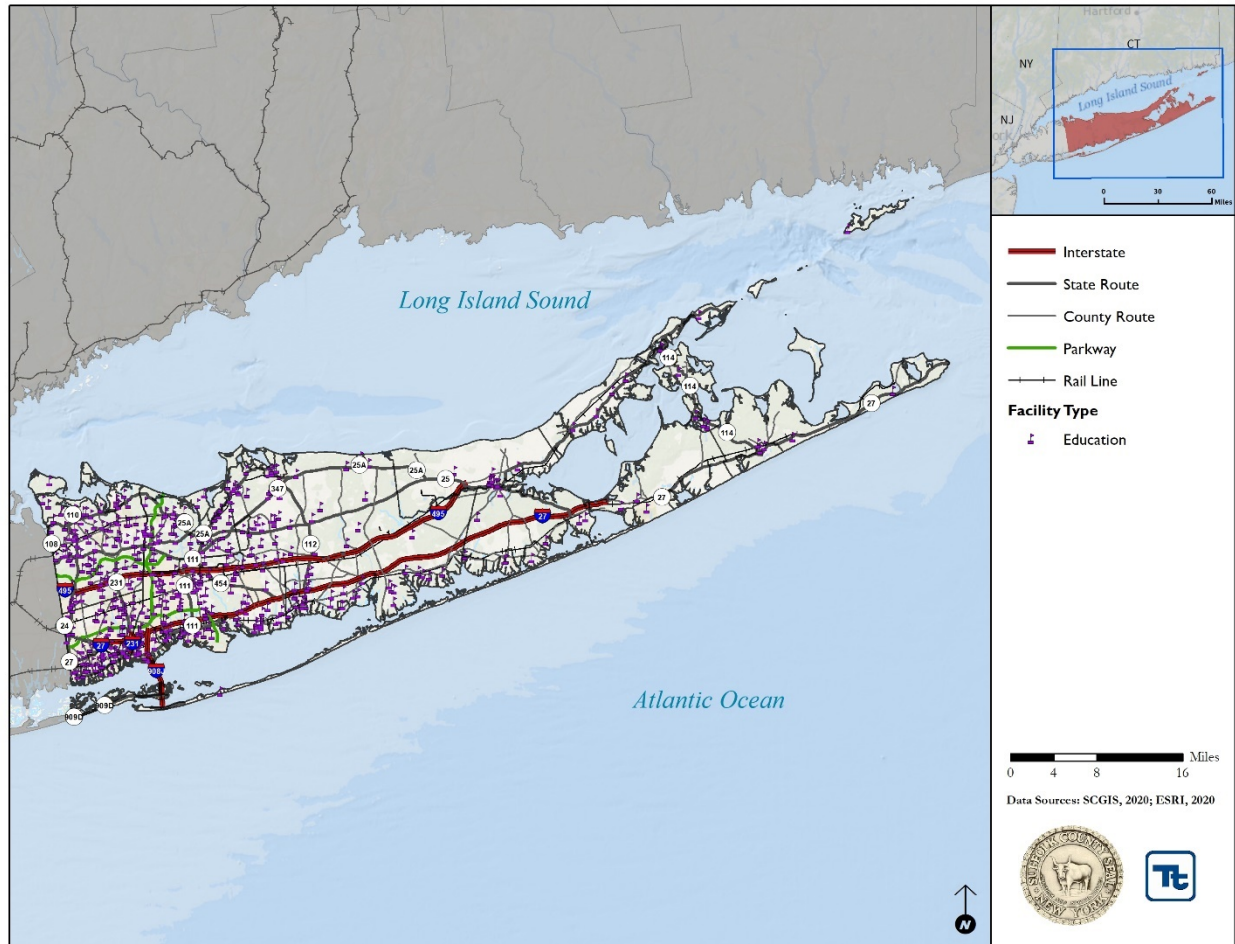 Long Island Sound
Atlantic Ocean
114
114
114
27
27
27
25A
25A
25
347
495
112
110
25A
25A
108
111
231
111
454
495
24
111
27
231
27
908
909D
909D
N
Hartford
CT
NY
Long Island Sound
NJ
0 30 60
Miles
Interstate
State Route
County Route
Parkway
Rail Line
Facility Type
Education
Miles
0 4 8 16
Data Sources: SCGIS, 2020; ESRI, 2020
SUFFOLK COUNTY SEAL
NEW YORK
Tt